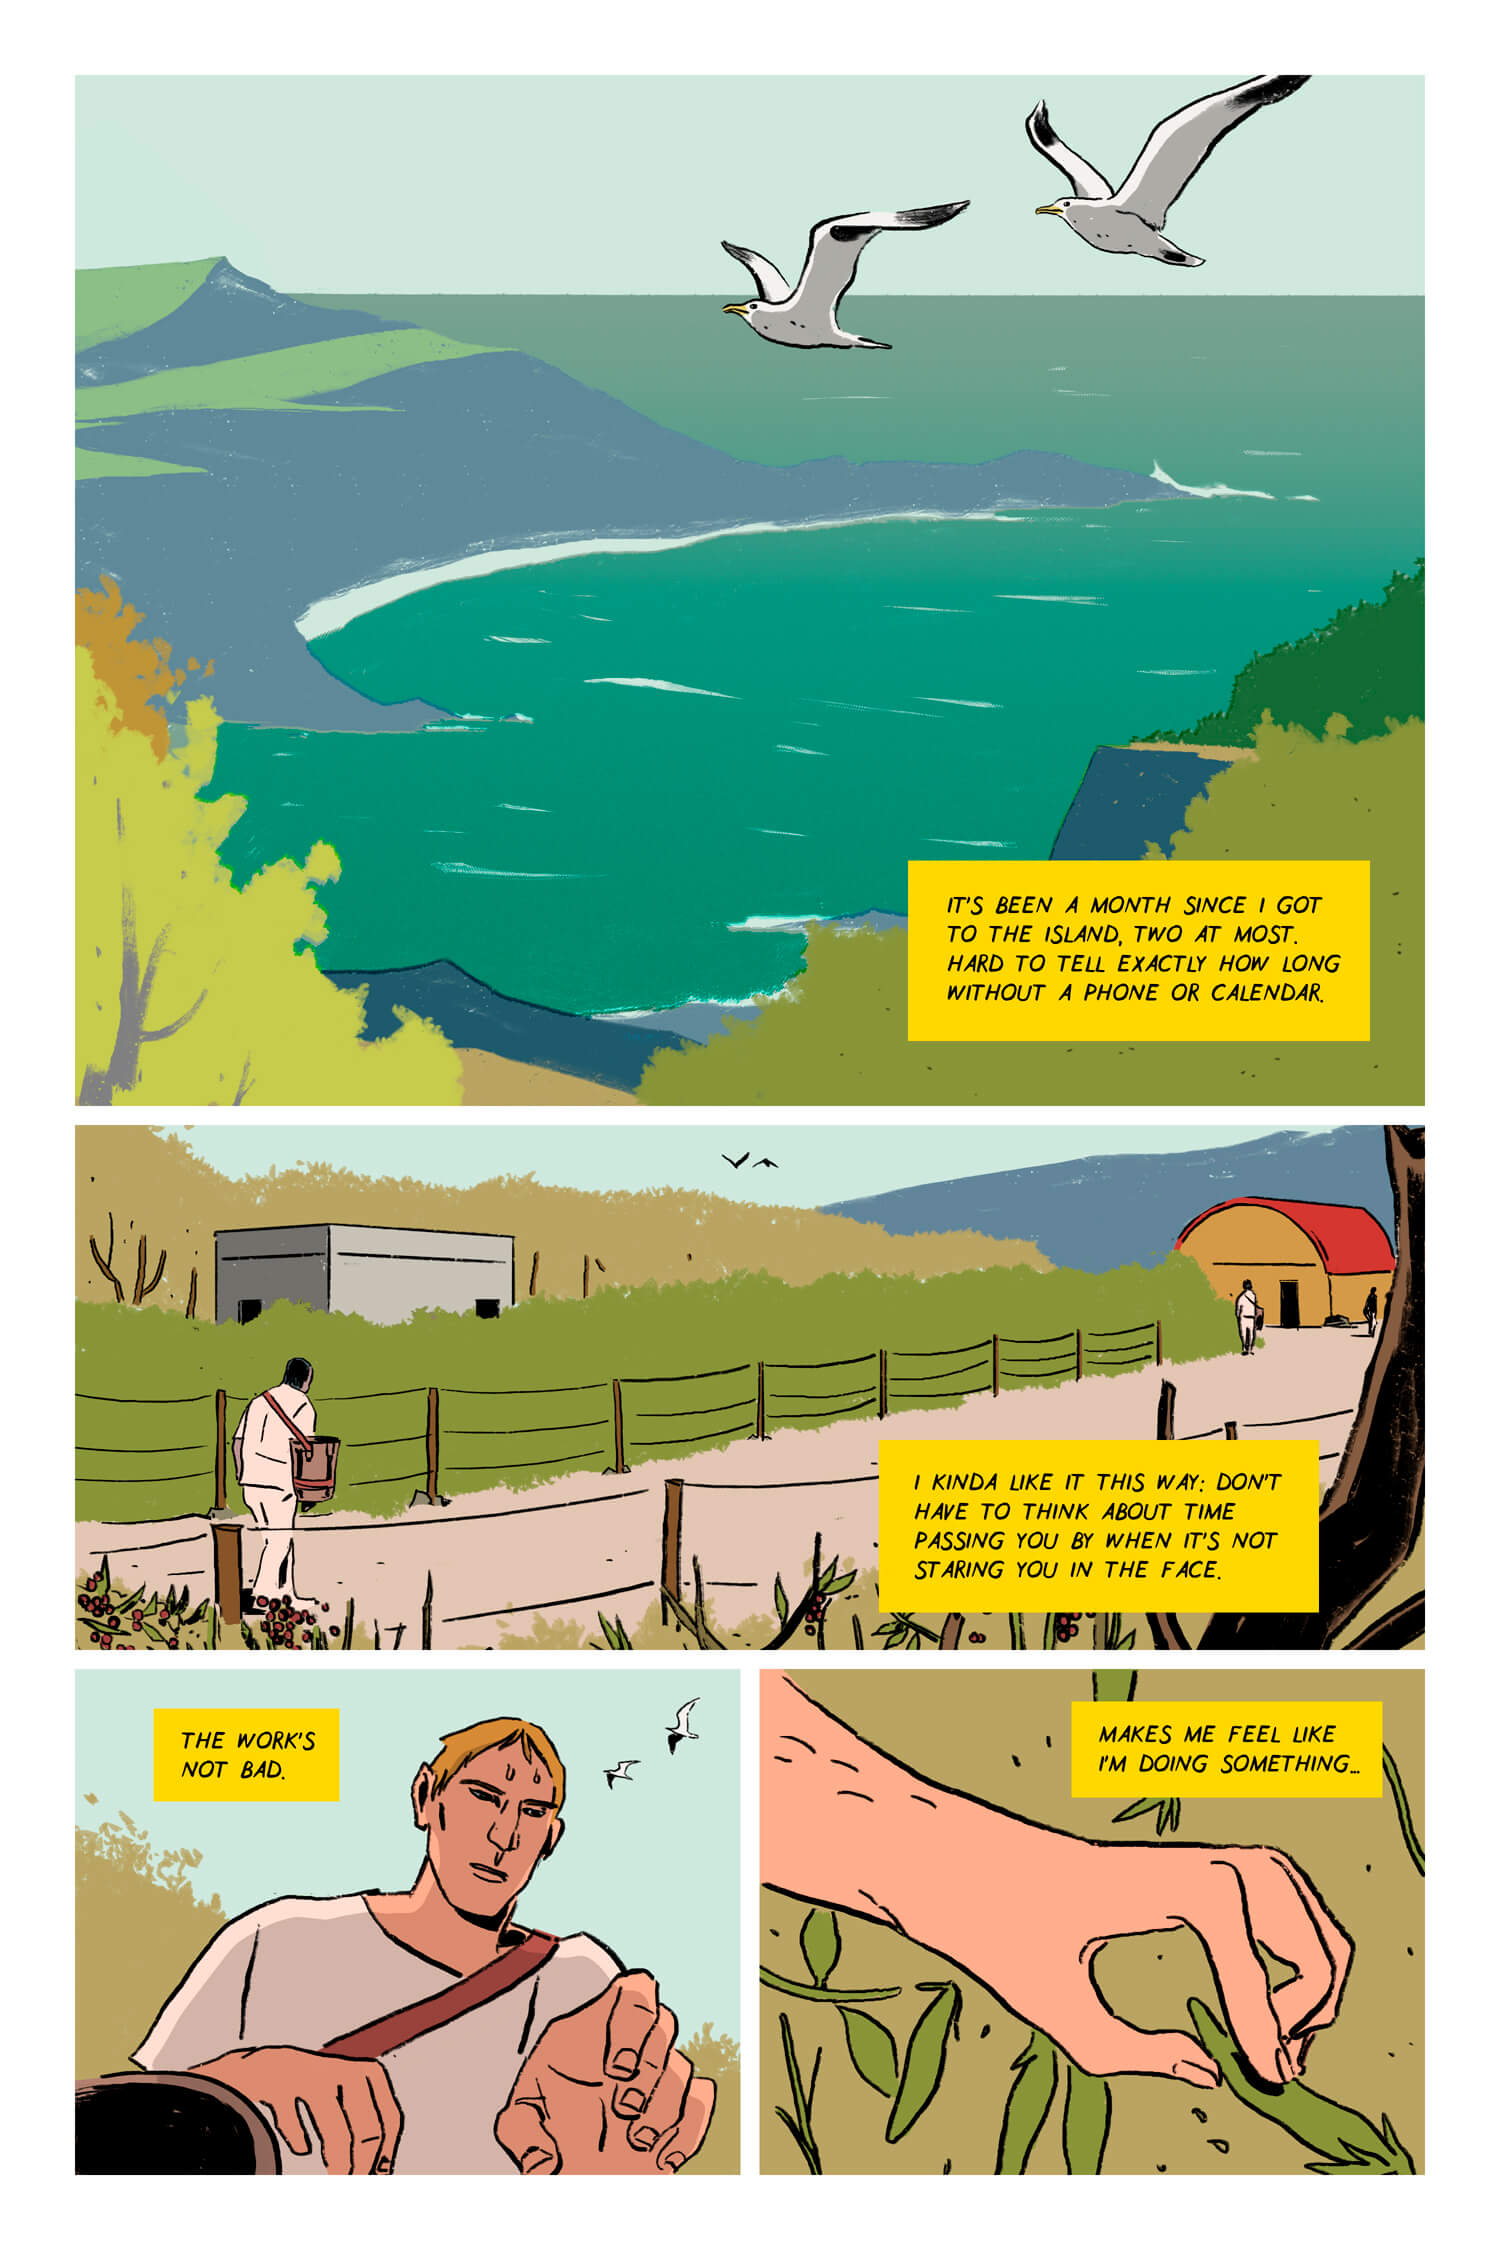 IT'S BEEN A MONTH SINCE I GOT
TO THE ISLAND, TWO AT MOST.
HARD TO TELL EXACTLY HOW LONG
WITHOUT A PHONE OR CALENDAR.
I KINDA LIKE IT THIS WAY: DON'T
HAVE TO THINK ABOUT TIME
PASSING YOU BY WHEN IT'S NOT
STARING YOU IN THE FACE.
THE WORK'S
NOT BAD.
MAKES ME FEEL LIKE
I'M DOING SOMETHING...